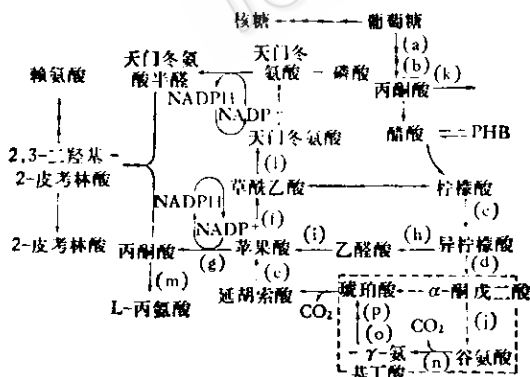 核糖 葡萄糖
(a)
(b)
(k)
赖氨酸 天门冬氨 酸半醛
天门冬 氨酸 - 磷酸
丙酮酸
NADPH
NADP
醋酸 PHB
天门冬氨酸
2,3-二羟基-
2-皮考林酸
(l)
草酰乙酸 柠檬酸
NADPH
NADP
(f)
(c)
2-皮考林酸 丙酮酸 (g) 苹果酸 (i) 乙醛酸 (h) 异柠檬酸
(m)
(e)
(d)
L-丙氨酸 延胡索酸 CO₂ 琥珀酸 α-酮戊二酸
(p)
(o)
CO₂
(j)
γ-氨
基丁酸
(n) 谷氨酸